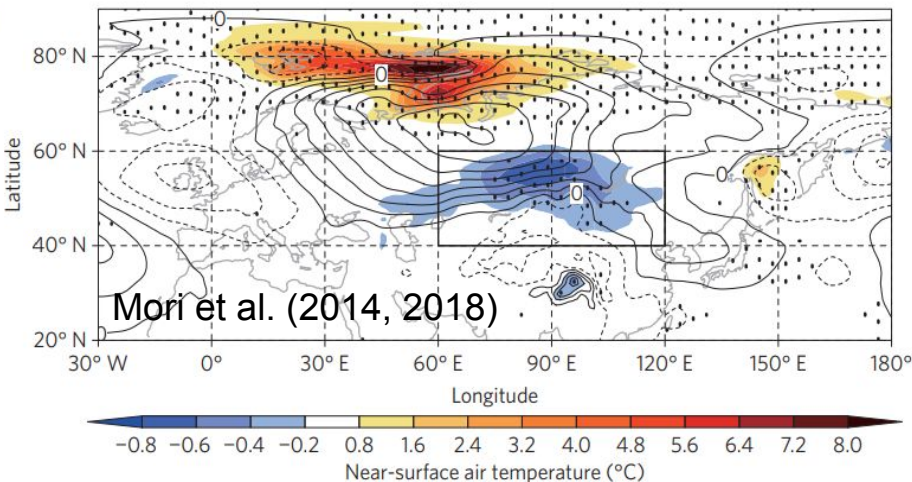 0
80° N
0
60° N
Latitude
0
0
40° N
Mori et al. (2014, 2018)
20° N
30° W 0° 30° E 60° E 90° E 120° E 150° E 180°
Longitude
−0.8 −0.6 −0.4 −0.2 0.8 1.6 2.4 3.2 4.0 4.8 5.6 6.4 7.2 8.0
Near-surface air temperature (°C)